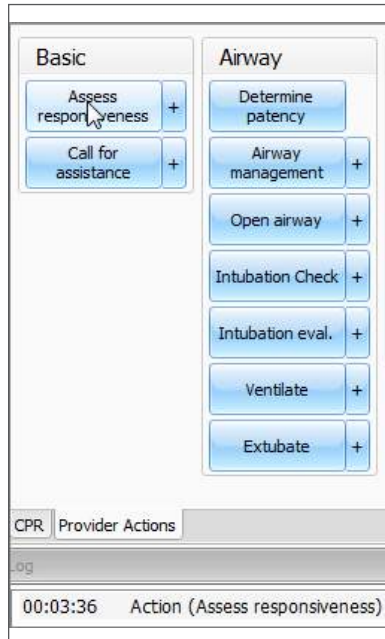 Basic
Assess
responsiveness +
Call for
assistance +
Airway
Determine
patency
Airway
management +
Open airway +
Intubation Check +
Intubation eval. +
Ventilate +
Extubate +
CPR Provider Actions
og
00:03:36 Action (Assess responsiveness)